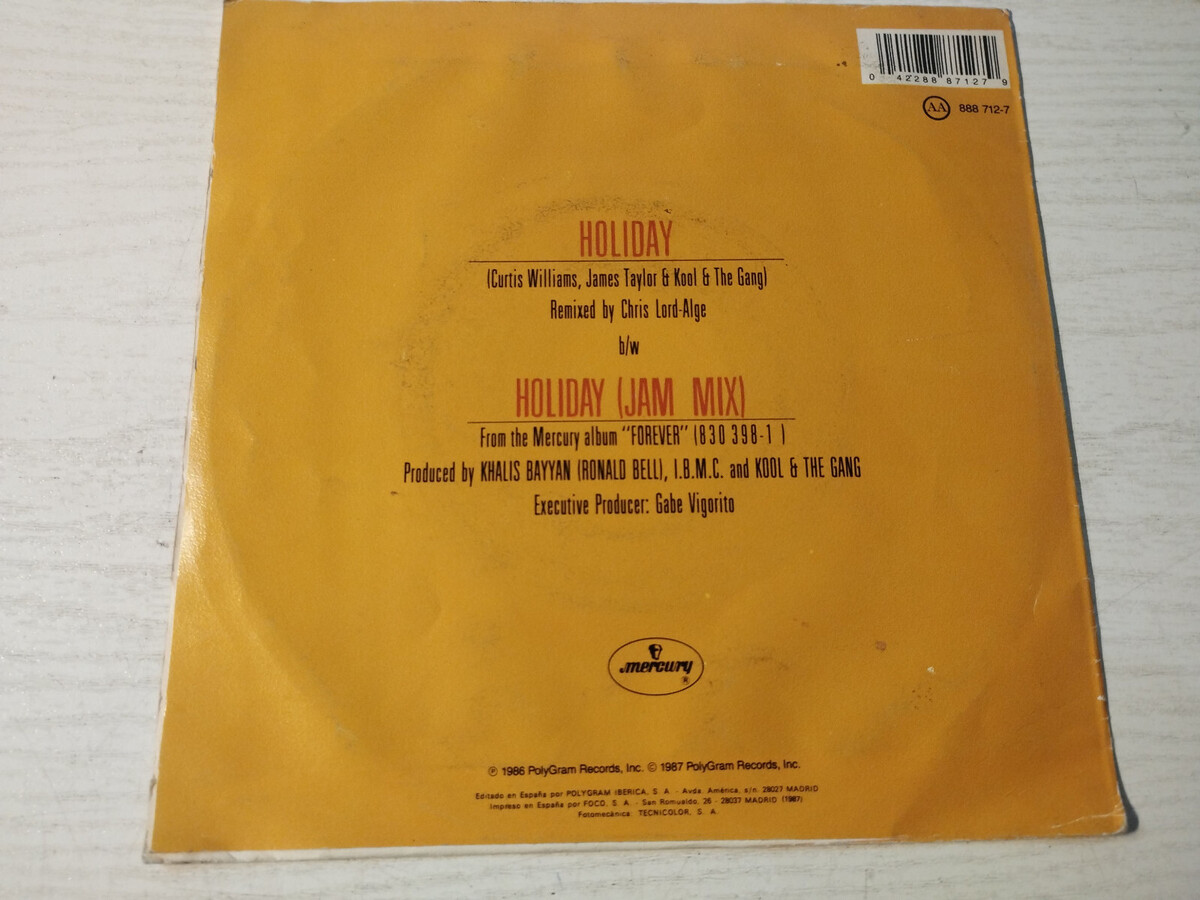 0 42288 87127 9
AA 888 712-7
HOLIDAY
(Curtis Williams, James Taylor & Kool & The Gang)
Remixed by Chris Lord-Alge
b/w
HOLIDAY (JAM MIX)
From the Mercury album "FOREVER" (830 398-1 )
Produced by KHALIS BAYYAN (RONALD BELL), I.B.M.C. and KOOL & THE GANG
Executive Producer: Gabe Vigorito
mercury ®
℗ 1986 PolyGram Records, Inc. © 1987 PolyGram Records, Inc.
Editado en España por POLYGRAM IBERICA, S. A. - Avda. América, s/n. 28027 MADRID
Impreso en España por FOCO, S. A. - San Romualdo, 26 - 28037 MADRID (1987)
Fotomecánica: TECNICOLOR, S. A.